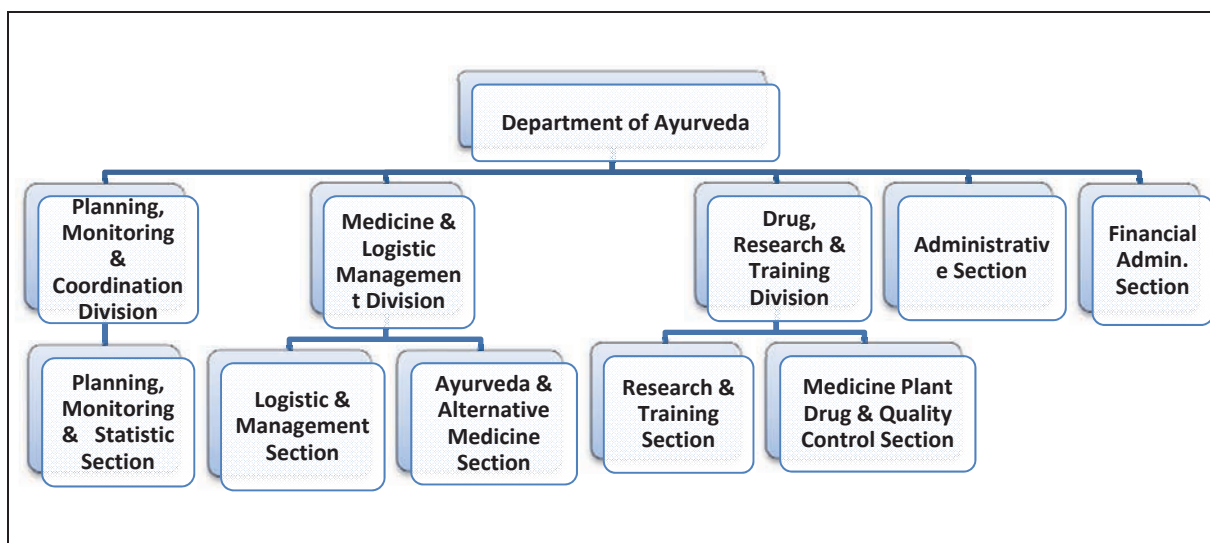 Department of Ayurveda
Planning,
Monitoring
&
Coordination
Division
Medicine &
Logistic
Managemen
t Division
Drug,
Research &
Training
Division
Administrativ
e Section
Financial
Admin.
Section
Planning,
Monitoring
& Statistic
Section
Logistic &
Management
Section
Ayurveda &
Alternative
Medicine
Section
Research &
Training
Section
Medicine Plant
Drug & Quality
Control Section